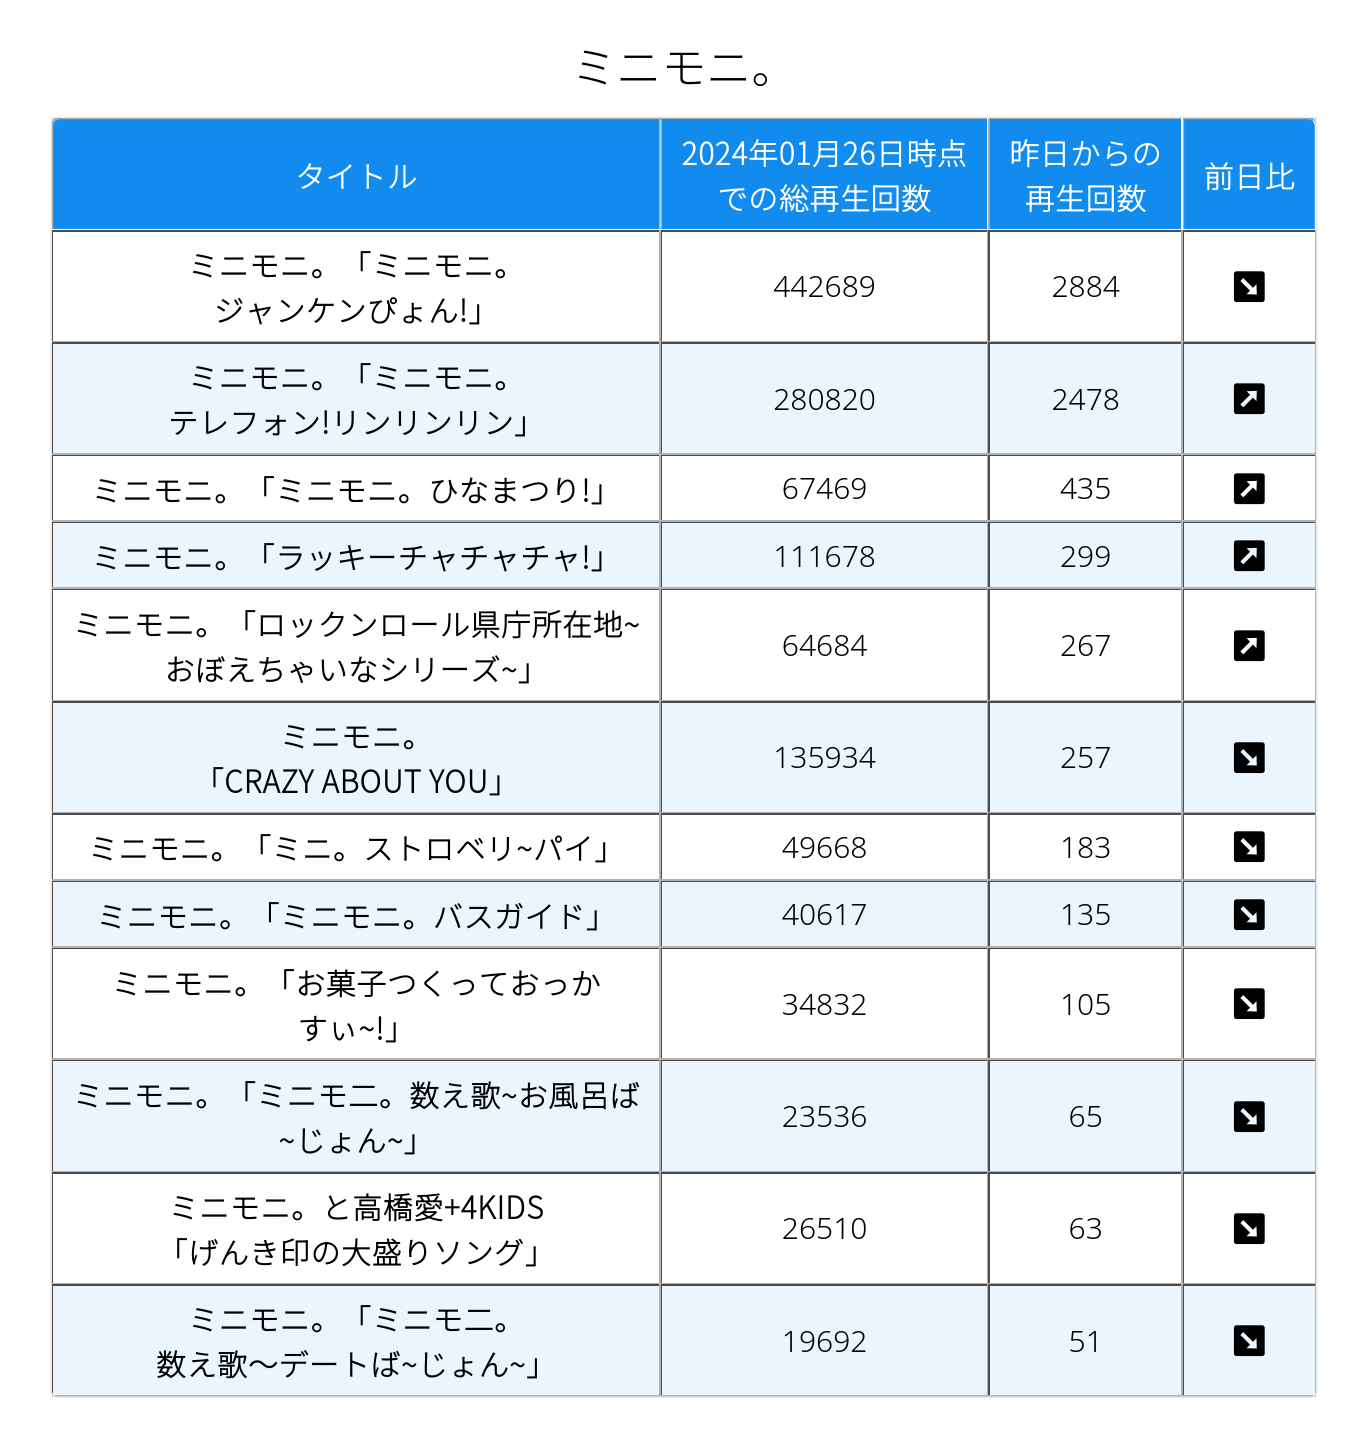 ミニモニ。
タイトル
2024年01月26日時点
での総再生回数
昨日からの
再生回数
前日比
ミニモニ。「ミニモニ。
ジャンケンぴょん!」
442689
2884
↘
ミニモニ。「ミニモニ。
テレフォン!リンリンリン」
280820
2478
↗
ミニモニ。「ミニモニ。ひなまつり!」
67469
435
↗
ミニモニ。「ラッキーチャチャチャ!」
111678
299
↗
ミニモニ。「ロックンロール県庁所在地~
おぼえちゃいなシリーズ~」
64684
267
↗
ミニモニ。
「CRAZY ABOUT YOU」
135934
257
↘
ミニモニ。「ミニ。ストロベリ~パイ」
49668
183
↘
ミニモニ。「ミニモニ。バスガイド」
40617
135
↘
ミニモニ。「お菓子つくっておっか
すぃ~!」
34832
105
↘
ミニモニ。「ミニモ二。数え歌~お風呂ば
~じょん~」
23536
65
↘
ミニモニ。と高橋愛+4KIDS
「げんき印の大盛りソング」
26510
63
↘
ミニモニ。「ミニモ二。
数え歌～デートば~じょん~」
19692
51
↘